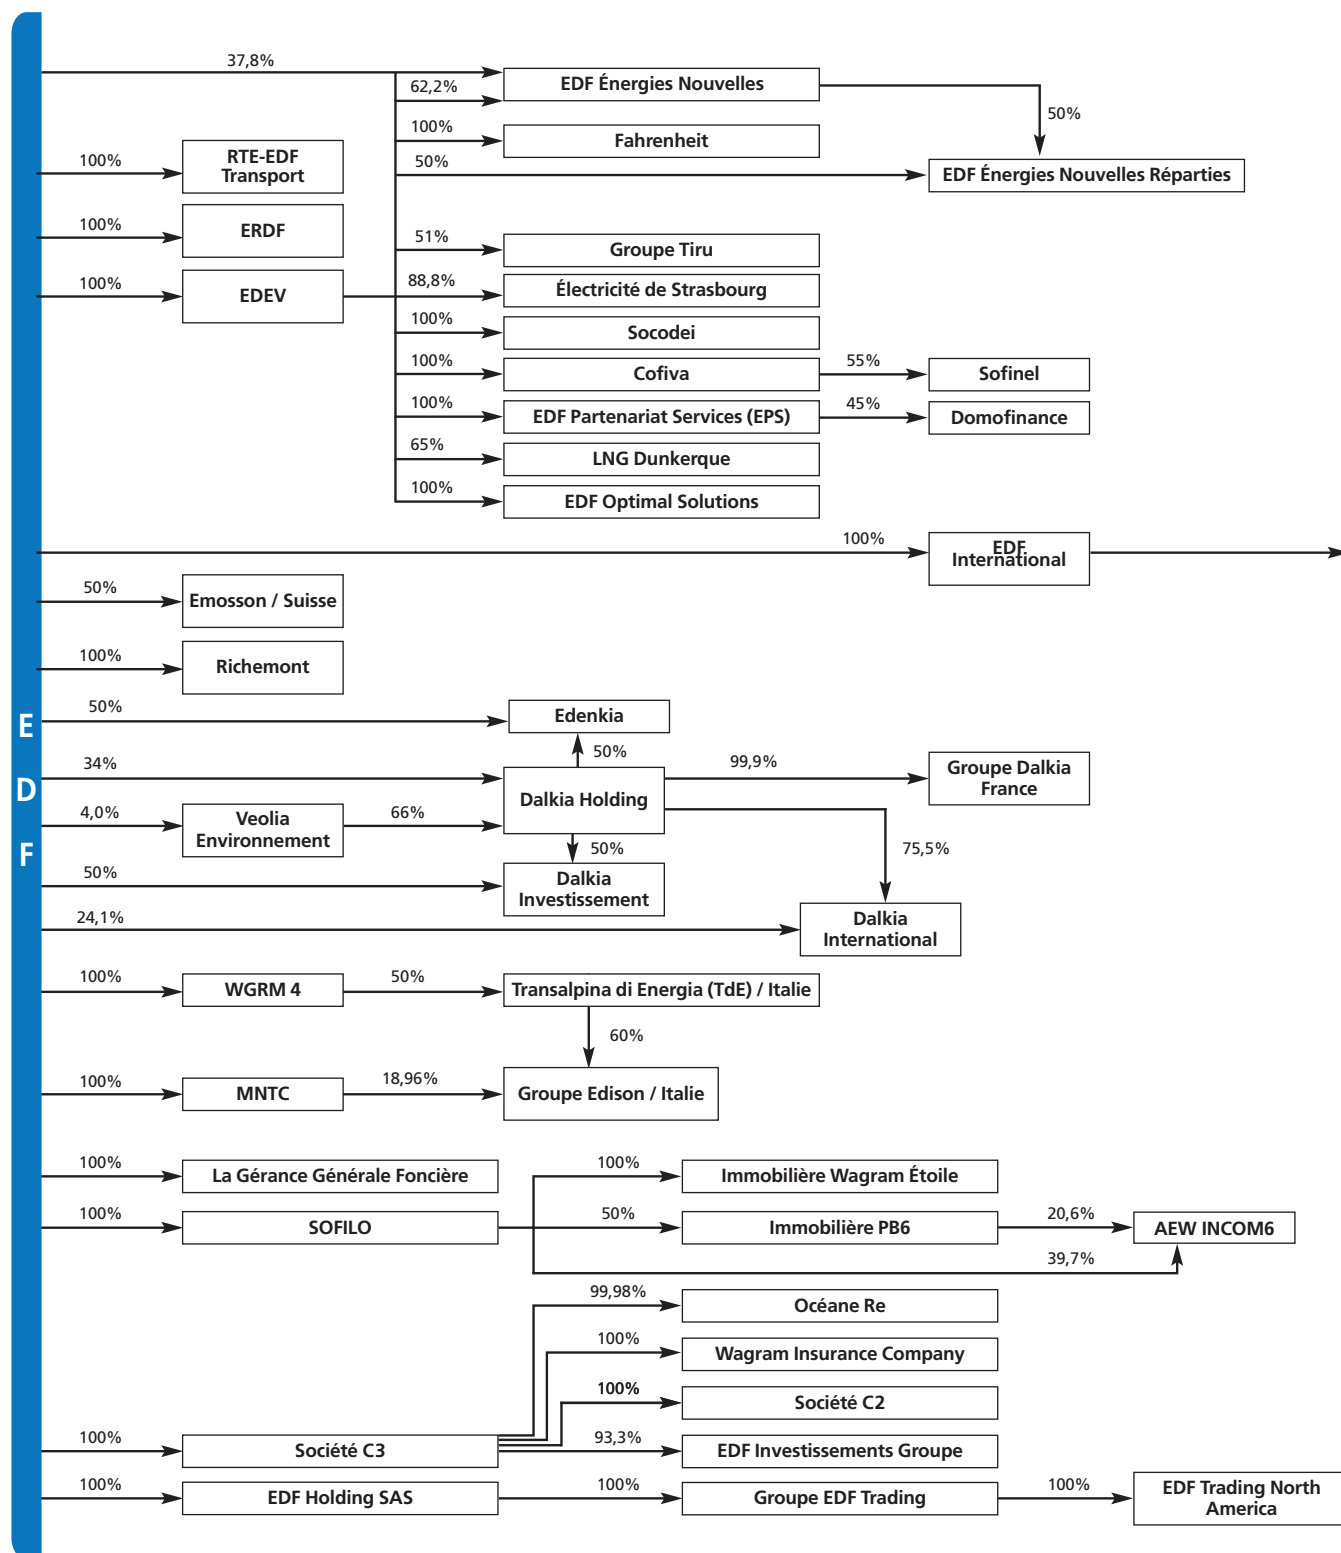 37,8%
62,2%
EDF Énergies Nouvelles
50%
100%
Fahrenheit
100%
RTE-EDF
Transport
50%
EDF Énergies Nouvelles Réparties
100%
ERDF
51%
Groupe Tiru
100%
EDEV
88,8%
Électricité de Strasbourg
100%
Socodei
100%
Cofiva
55%
Sofinel
100%
EDF Partenariat Services (EPS)
45%
Domofinance
65%
LNG Dunkerque
100%
EDF Optimal Solutions
100%
EDF
International
50%
Emosson / Suisse
100%
Richemont
E
D
F
50%
Edenkia
50%
34%
Dalkia Holding
99,9%
Groupe Dalkia
France
4,0%
Veolia
Environnement
66%
50%
75,5%
50%
Dalkia
Investissement
24,1%
Dalkia
International
100%
WGRM 4
50%
Transalpina di Energia (TdE) / Italie
60%
100%
MNTC
18,96%
Groupe Edison / Italie
100%
La Gérance Générale Foncière
100%
Immobilière Wagram Étoile
100%
SOFILO
50%
Immobilière PB6
20,6%
AEW INCOM6
39,7%
99,98%
Océane Re
100%
Wagram Insurance Company
100%
Société C2
100%
Société C3
93,3%
EDF Investissements Groupe
100%
EDF Holding SAS
100%
Groupe EDF Trading
100%
EDF Trading North
America